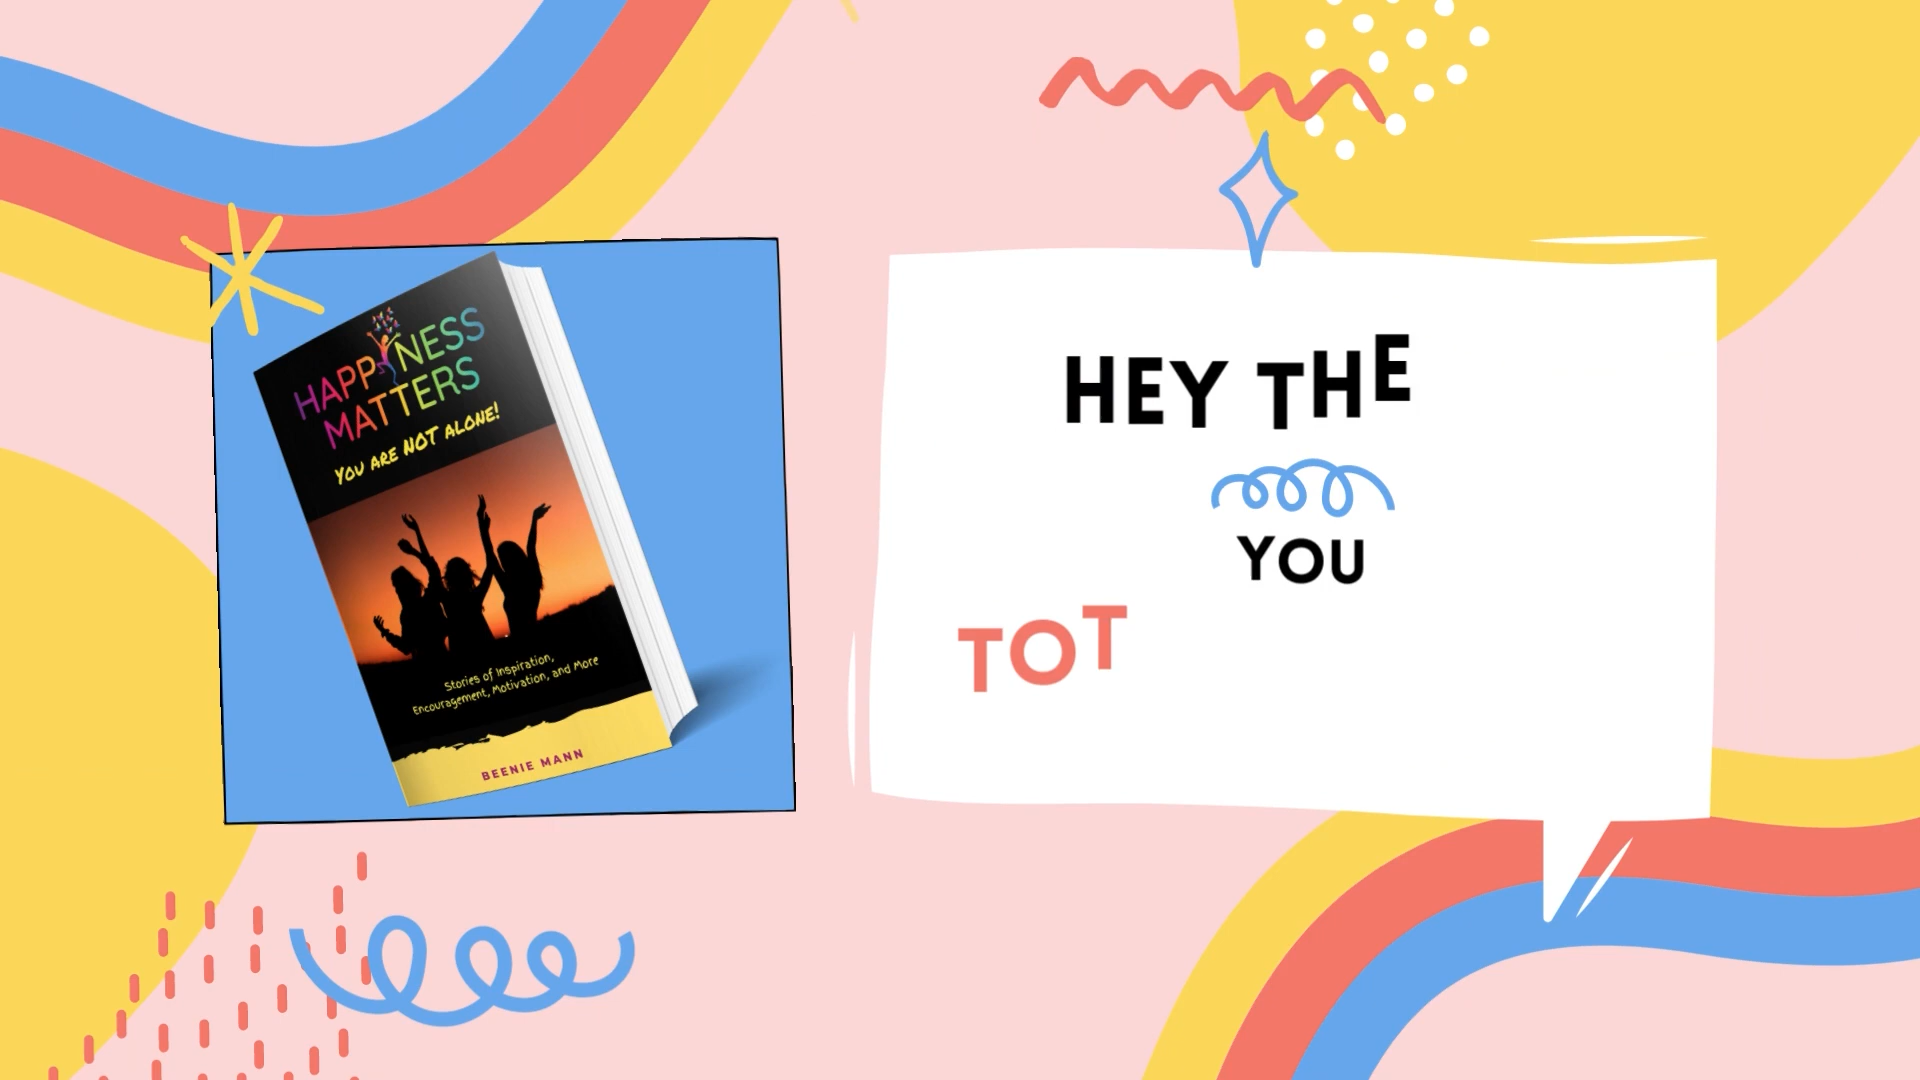 HAPPINESS
MATTERS
YOU ARE NOT ALONE!
Stories of Inspiration,
Encouragement, Motivation, and More
BEENIE MANN
HEY THE
YOU
TOT